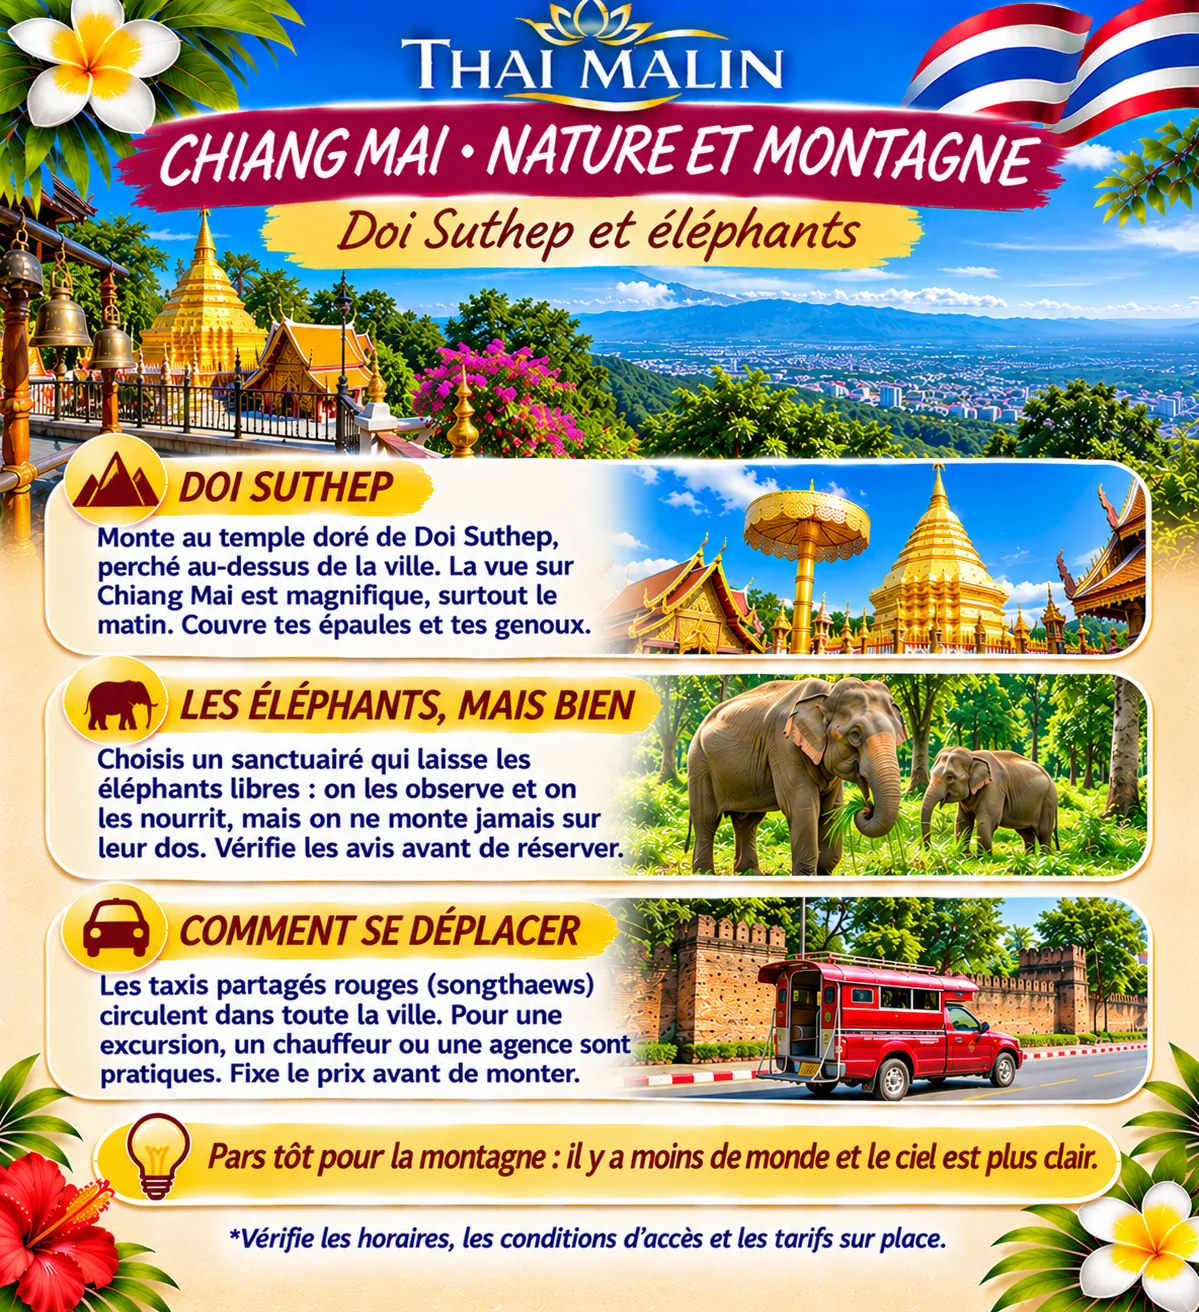 THAI MALIN
CHIANG MAI • NATURE ET MONTAGNE
Doi Suthep et éléphants
DOI SUTHEP
Monte au temple doré de Doi Suthep,
perché au-dessus de la ville. La vue sur
Chiang Mai est magnifique, surtout le
matin. Couvre tes épaules et tes genoux.
LES ÉLÉPHANTS, MAIS BIEN
Choisis un sanctuairé qui laisse les
éléphants libres : on les observe et on
les nourrit, mais on ne monte jamais sur
leur dos. Vérifie les avis avant de réserver.
COMMENT SE DÉPLACER
Les taxis partagés rouges (songthaews)
circulent dans toute la ville. Pour une
excursion, un chauffeur ou une agence sont
pratiques. Fixe le prix avant de monter.
Pars tôt pour la montagne : il y a moins de monde et le ciel est plus clair.
*Vérifie les horaires, les conditions d'accès et les tarifs sur place.